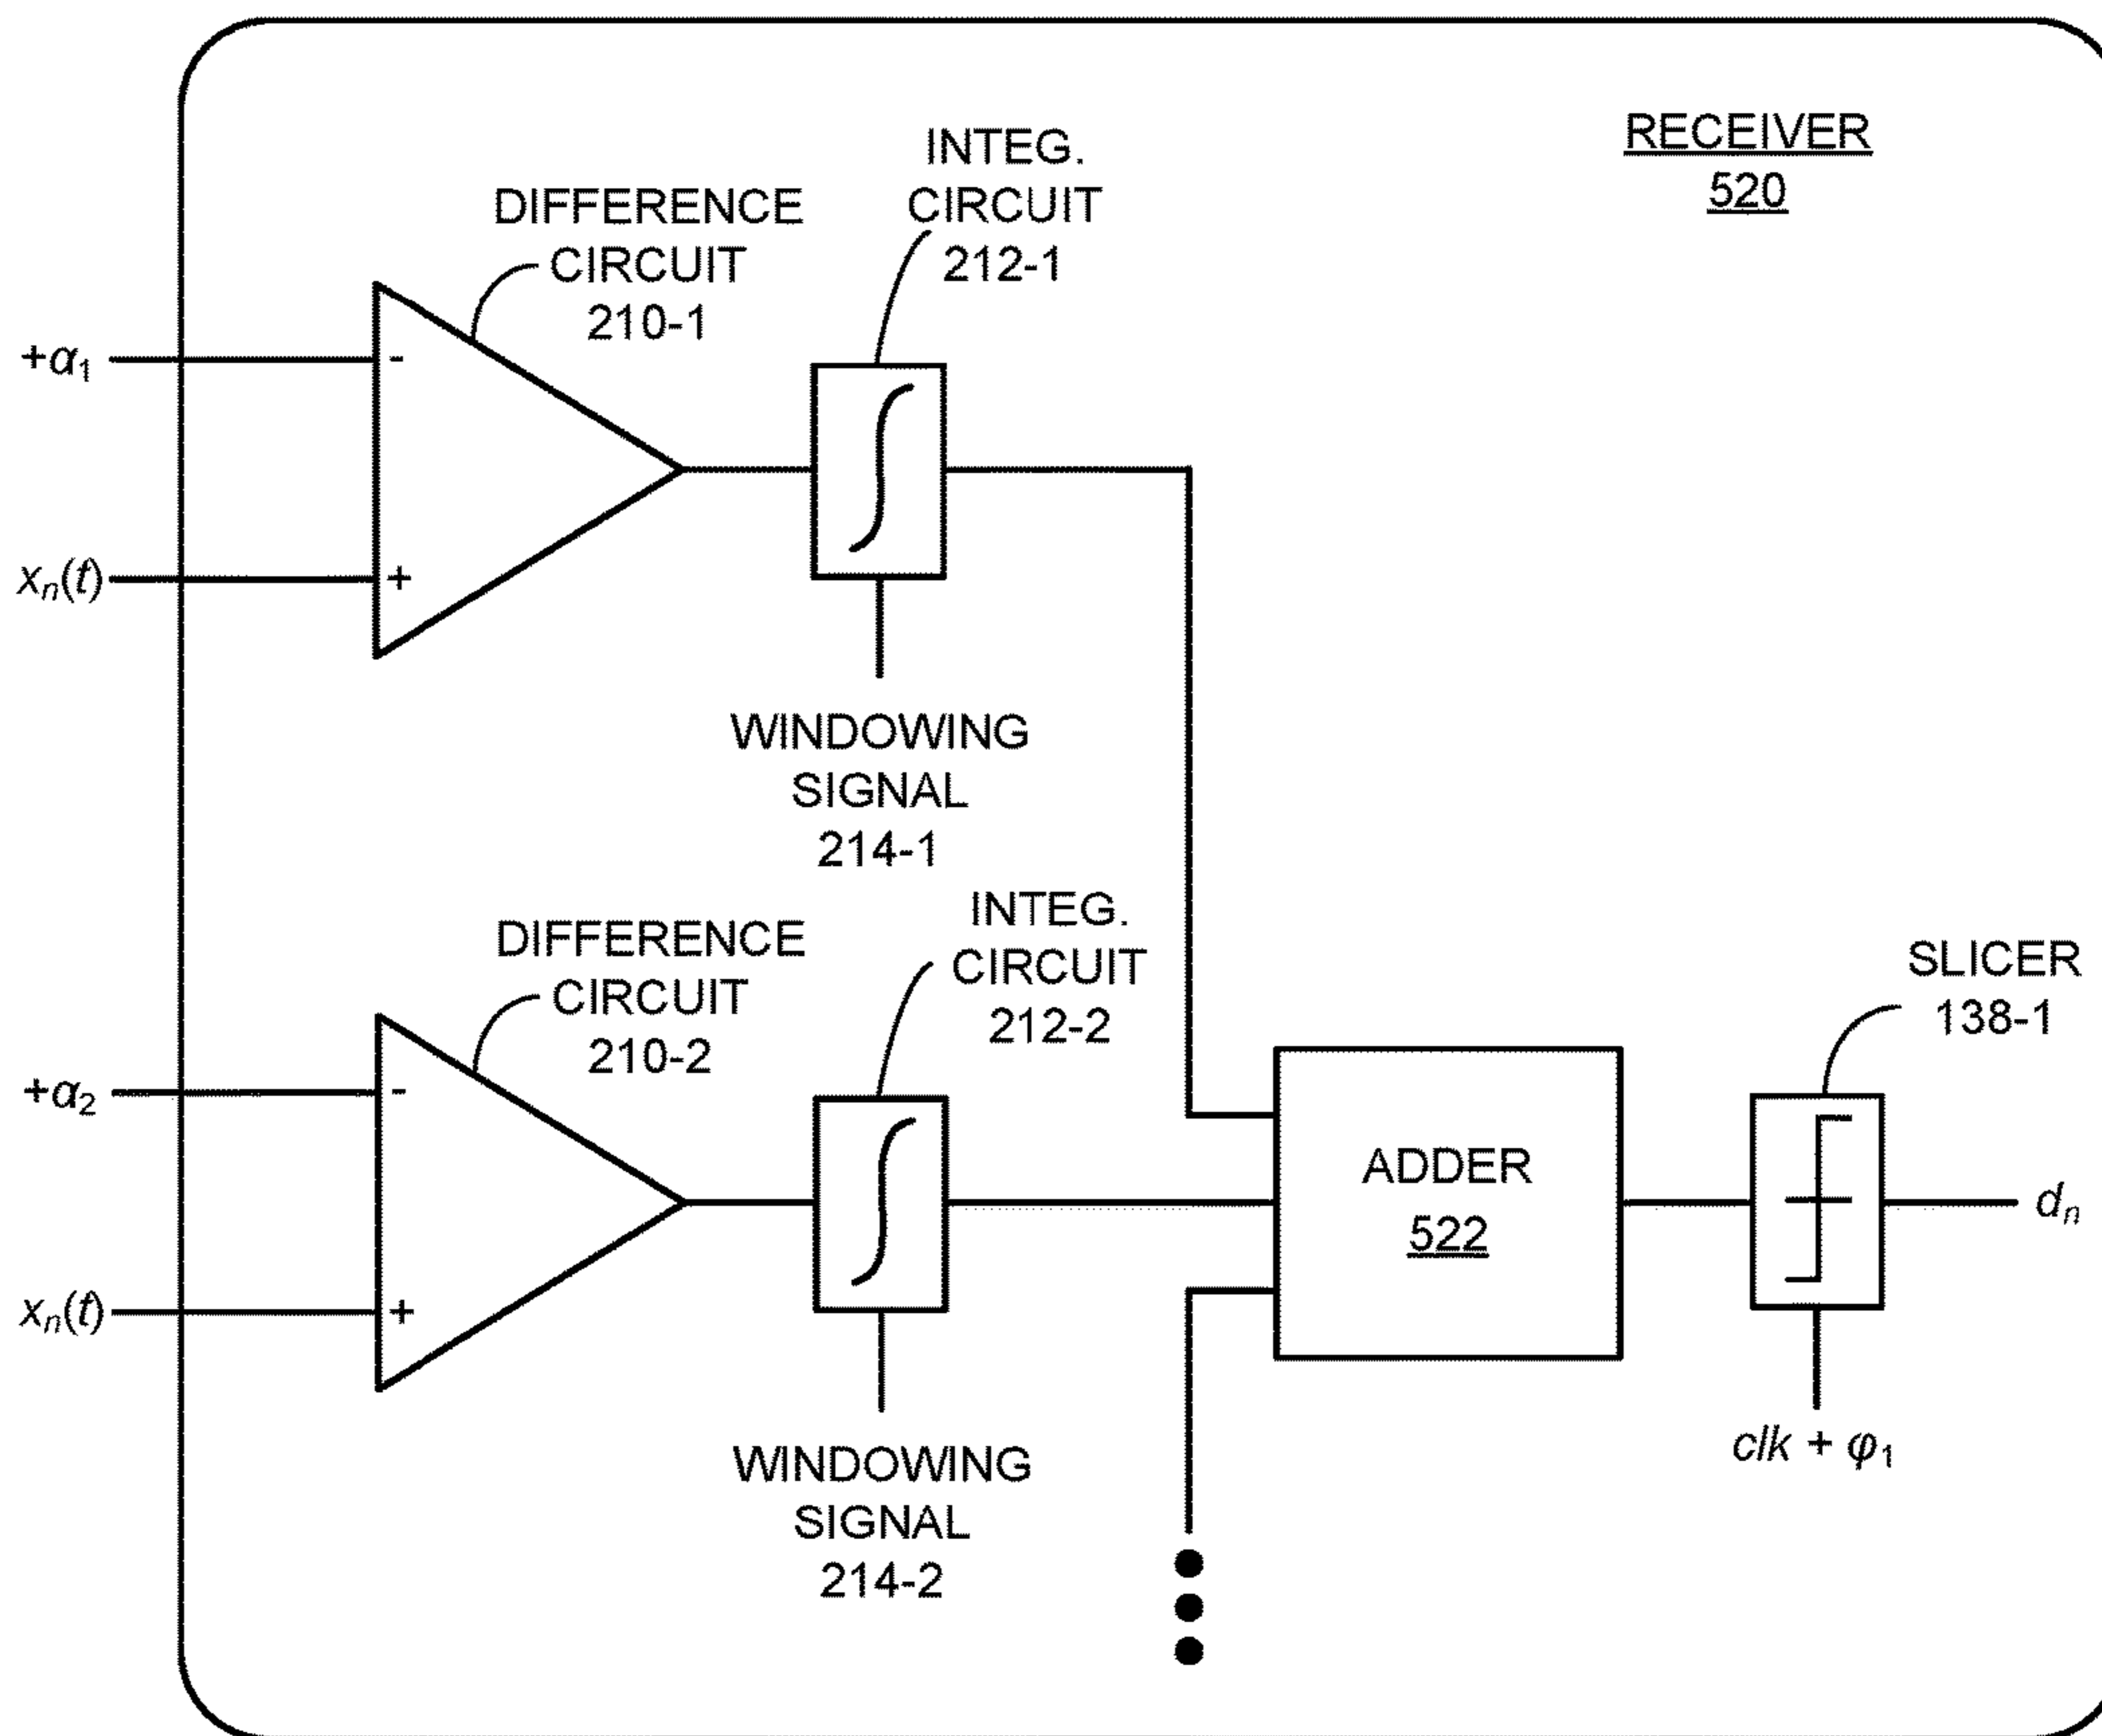 RECEIVER
520
INTEG.
CIRCUIT
212-1
DIFFERENCE
CIRCUIT
210-1
+α₁
-
xₙ(t)
+
WINDOWING
SIGNAL
214-1
INTEG.
CIRCUIT
212-2
DIFFERENCE
CIRCUIT
210-2
SLICER
138-1
+α₂
-
ADDER
522
dₙ
xₙ(t)
+
clk + φ₁
WINDOWING
SIGNAL
214-2